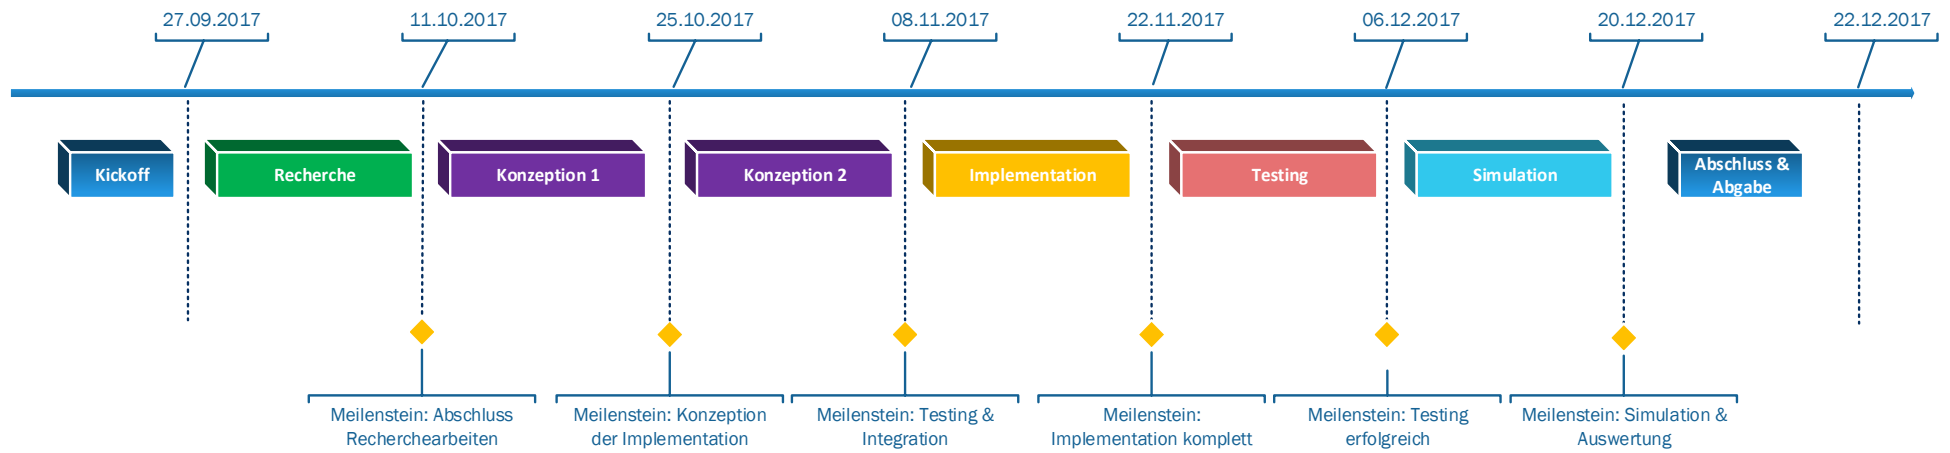 27.09.2017
11.10.2017
25.10.2017
08.11.2017
22.11.2017
06.12.2017
20.12.2017
22.12.2017
Kickoff
Recherche
Konzeption 1
Konzeption 2
Implementation
Testing
Simulation
Abschluss &
Abgabe
Meilenstein: Abschluss
Recherchearbeiten
Meilenstein: Konzeption
der Implementation
Meilenstein: Testing &
Integration
Meilenstein:
Implementation komplett
Meilenstein: Testing
erfolgreich
Meilenstein: Simulation &
Auswertung